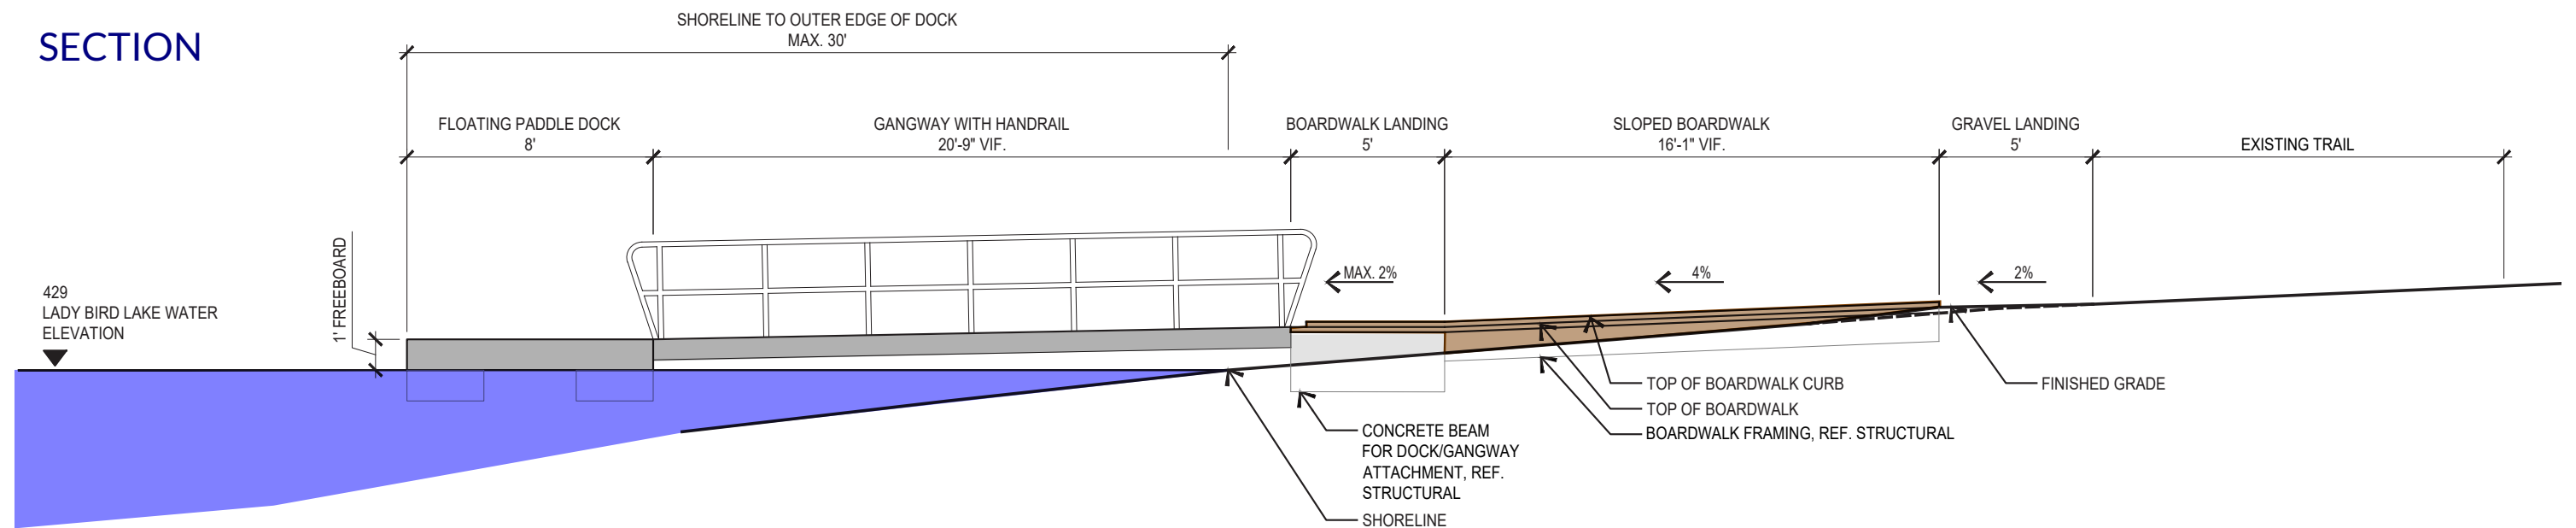 SECTION
SHORELINE TO OUTER EDGE OF DOCK
MAX. 30'
FLOATING PADDLE DOCK
8'
GANGWAY WITH HANDRAIL
20'-9" VIF.
BOARDWALK LANDING
5'
SLOPED BOARDWALK
16'-1" VIF.
GRAVEL LANDING
5'
EXISTING TRAIL
1' FREEBOARD
429
LADY BIRD LAKE WATER
ELEVATION
MAX. 2%
4%
2%
TOP OF BOARDWALK CURB
TOP OF BOARDWALK
BOARDWALK FRAMING, REF. STRUCTURAL
FINISHED GRADE
CONCRETE BEAM
FOR DOCK/GANGWAY
ATTACHMENT, REF.
STRUCTURAL
SHORELINE